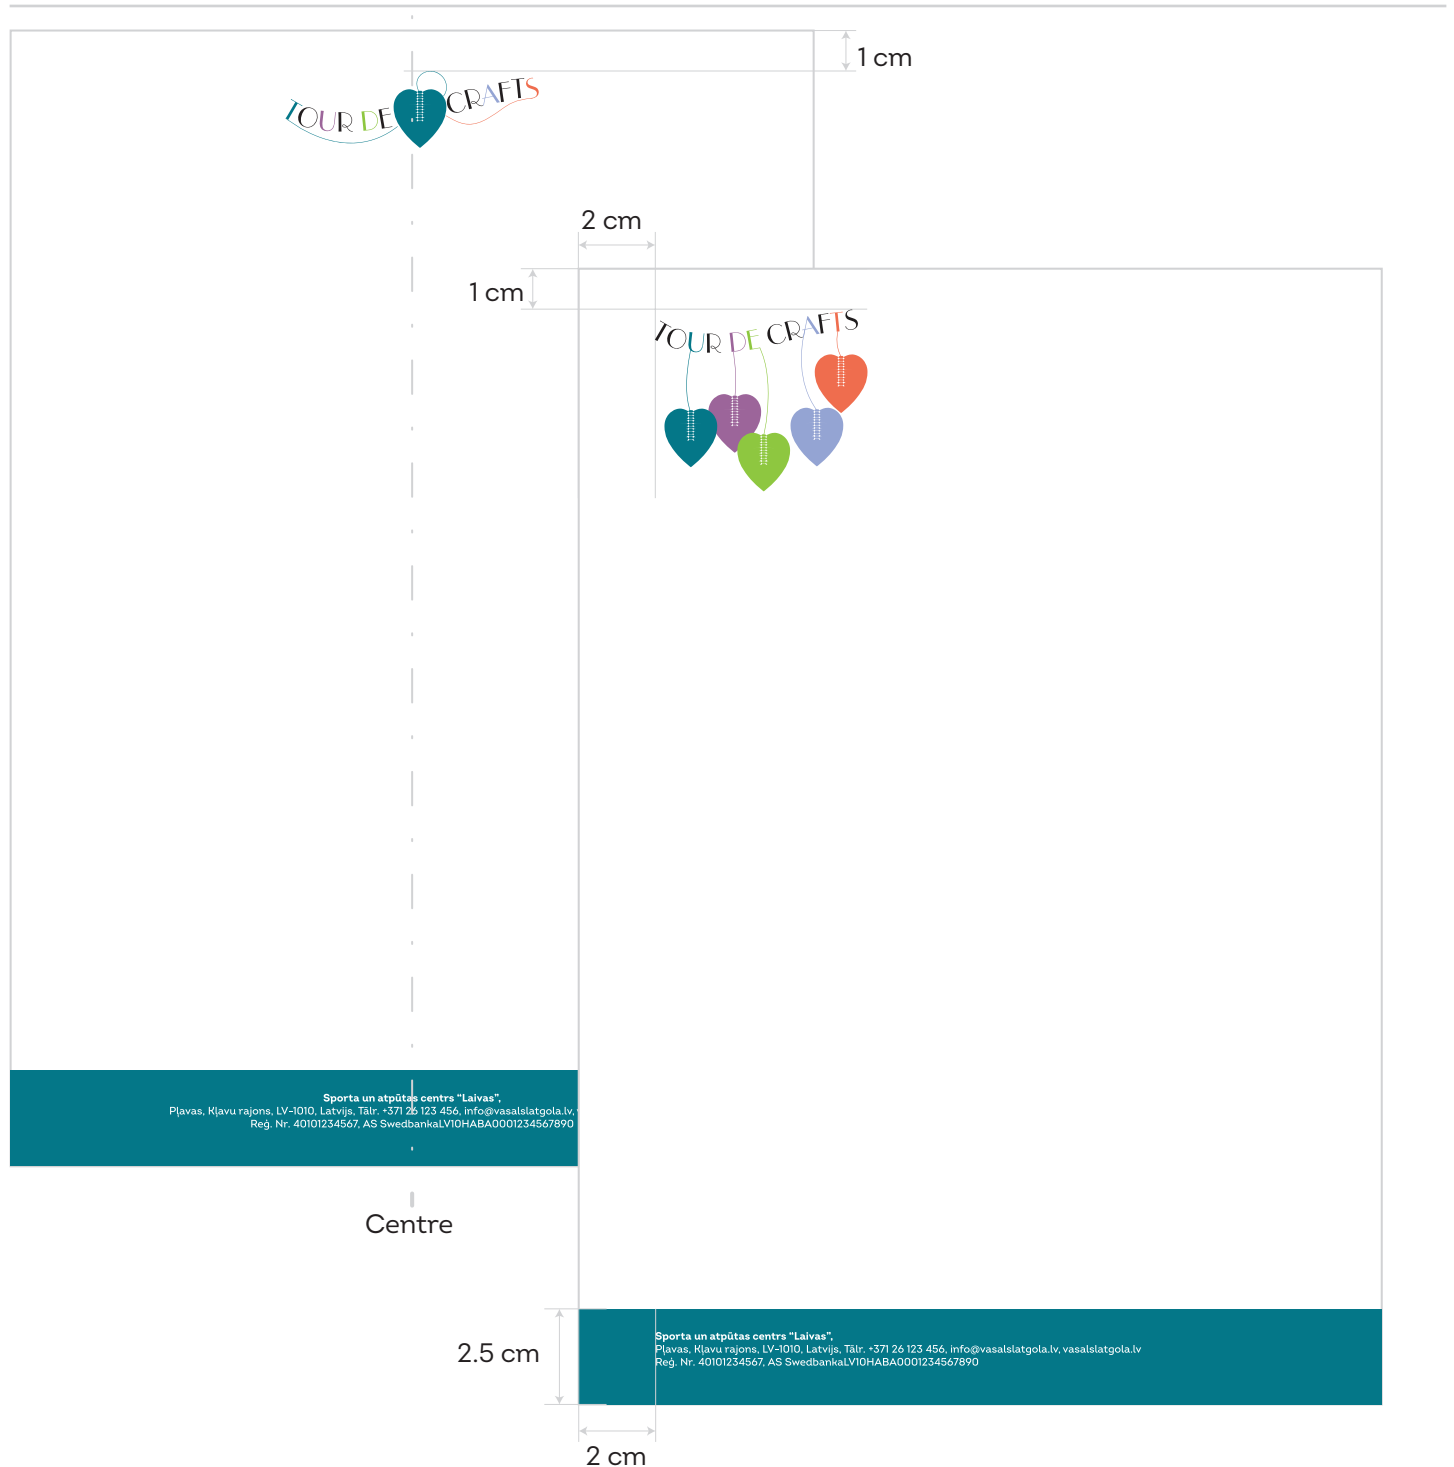 1 cm
TOUR DE CRAFTS
2 cm
1 cm
TOUR DE CRAFTS
Sporta un atpūtas centrs “Laivas”,
Pļavas, Kļavu rajons, LV-1010, Latvijs, Tālr. +371 26 123 456, info@vasalslatgola.lv,
Reģ. Nr. 40101234567, AS SwedbankaLV10HABA0001234567890
Centre
2.5 cm
Sporta un atpūtas centrs “Laivas”,
Pļavas, Kļavu rajons, LV-1010, Latvijs, Tālr. +371 26 123 456, info@vasalslatgola.lv, vasalslatgola.lv
Reģ. Nr. 40101234567, AS SwedbankaLV10HABA0001234567890
2 cm